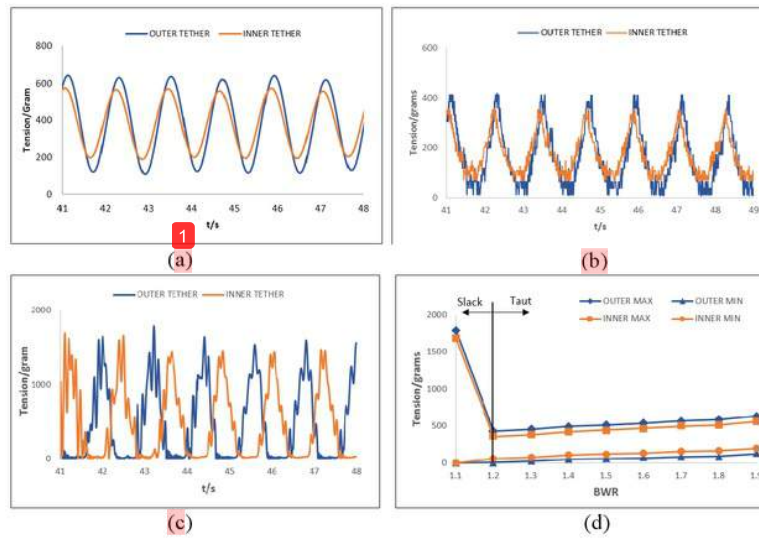 OUTER TETHER INNER TETHER
800
600
400
200
0
Tension/Gram
41 42 43 44 45 46 47 48
t/s
1
(a)
OUTER TETHER INNER TETHER
600
400
200
0
Tension/grams
41 42 43 44 45 46 47 48 49
t/s
(b)
OUTER TETHER INNER TETHER
2000
1000
0
Tension/gram
41 42 43 44 45 46 47 48
t/s
(c)
Slack Taut
OUTER MAX OUTER MIN
INNER MAX INNER MIN
2000
1500
1000
500
0
Tension/grams
1.1 1.2 1.3 1.4 1.5 1.6 1.7 1.8 1.9
BWR
(d)